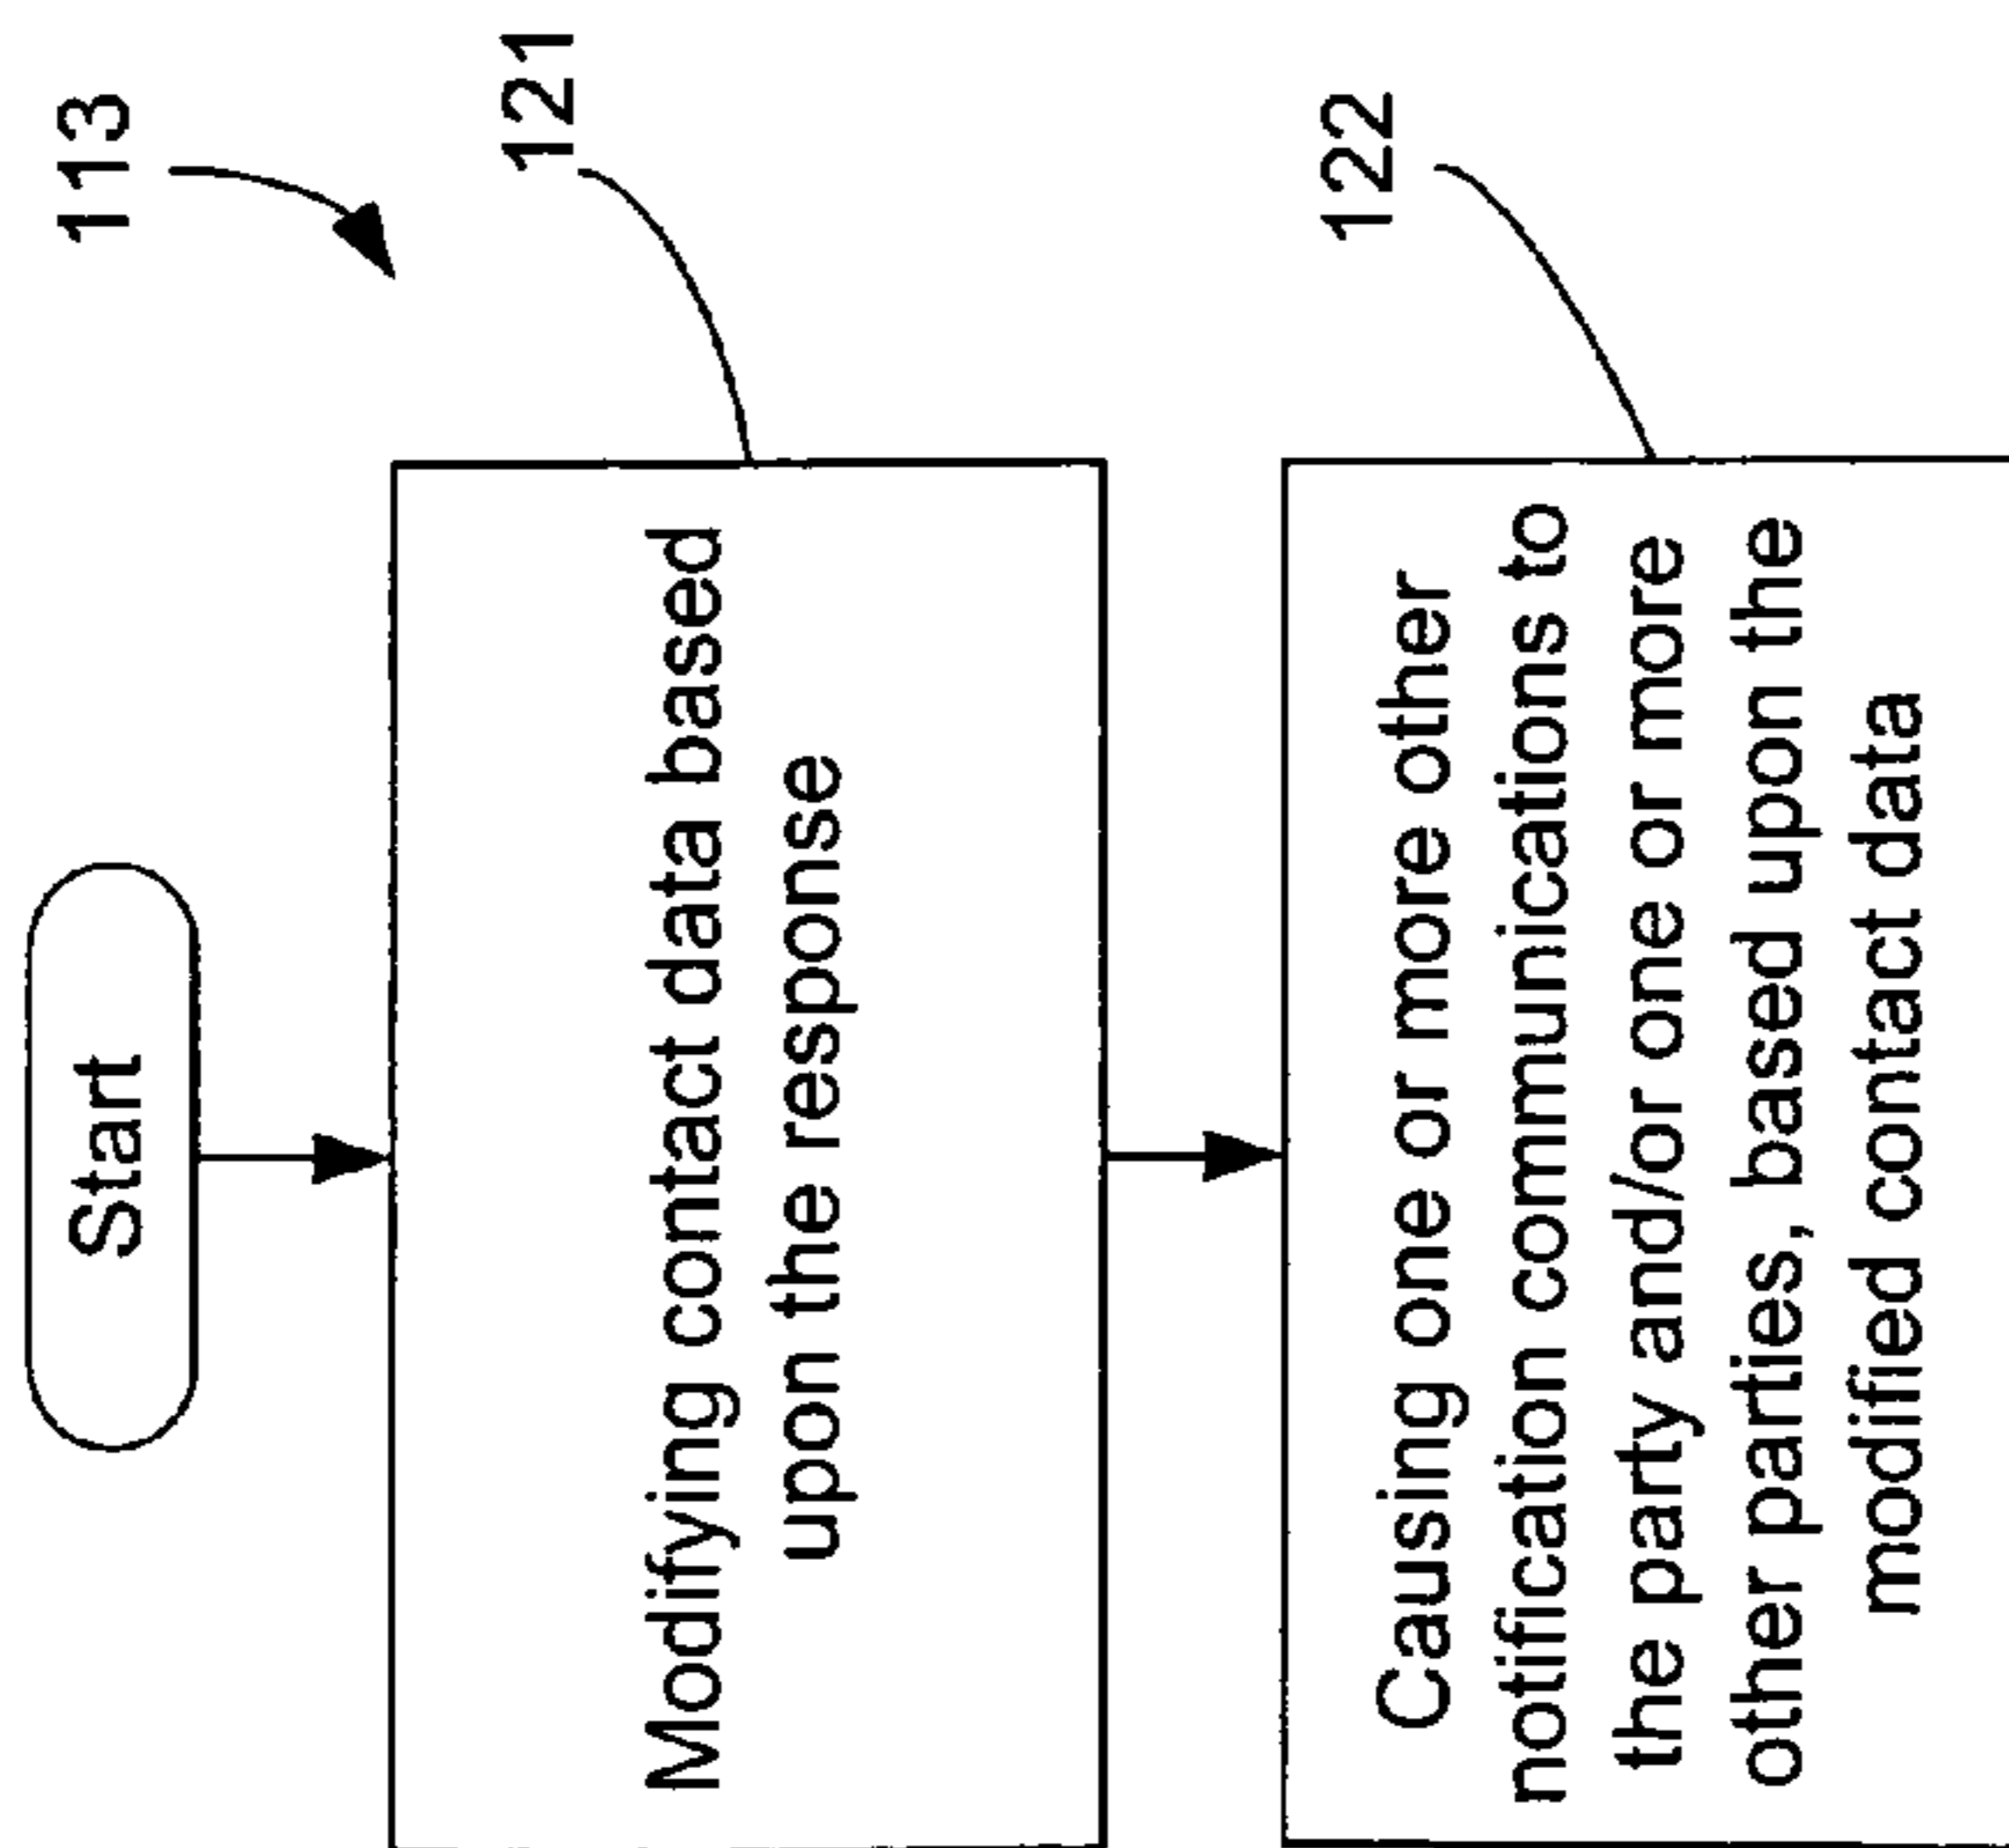 113
Start
121
Modifying contact data based
upon the response
122
Causing one or more other
notification communications to
the party and/or one or more
other parties, based upon the
modified contact data